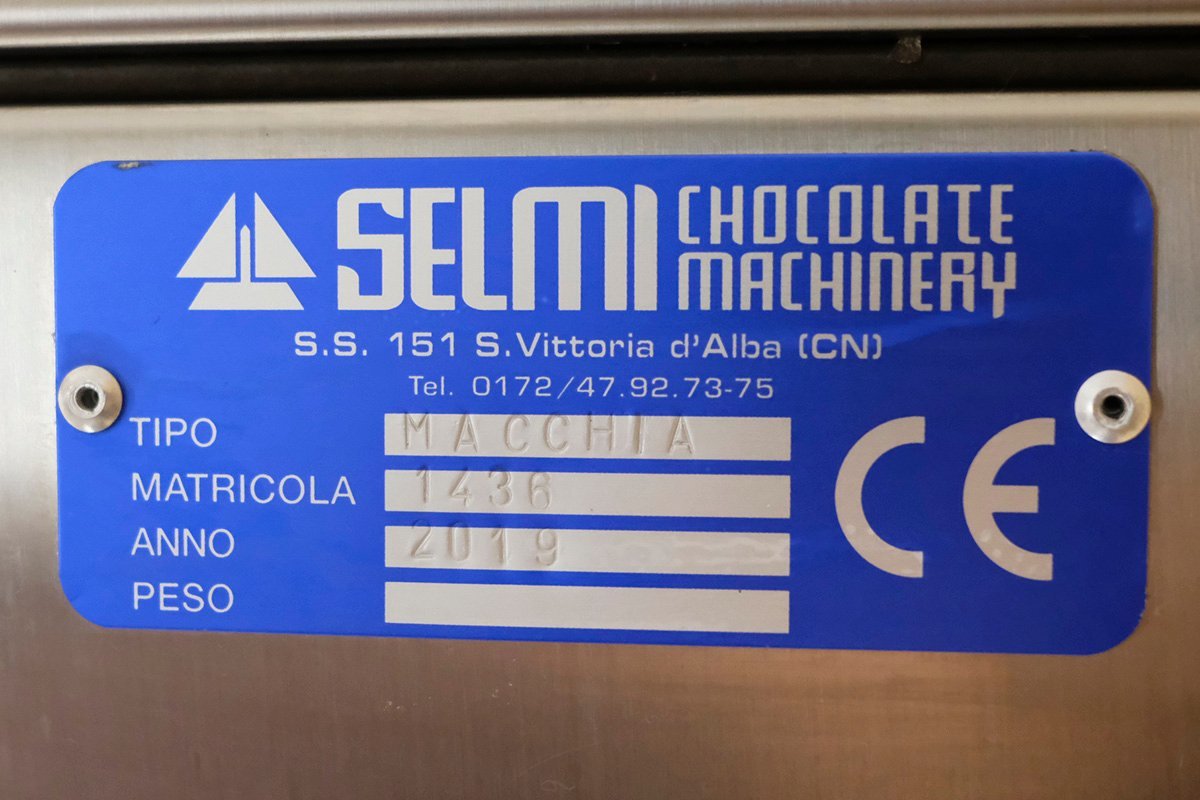 SELMI CHOCOLATE MACHINERY
S.S. 151 S.Vittoria d'Alba (CN)
Tel. 0172/47.92.73-75
TIPO MACCHIA
MATRICOLA 1436
ANNO 2019
PESO
CE